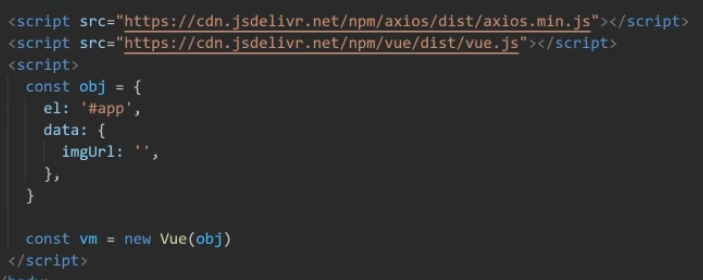 <script src="https://cdn.jsdelivr.net/npm/axios/dist/axios.min.js"></script>
<script src="https://cdn.jsdelivr.net/npm/vue/dist/vue.js"></script>
<script>
  const obj = {
    el: '#app',
    data: {
      imgUrl: '',
    },
  }

  const vm = new Vue(obj)
</script>
</body>